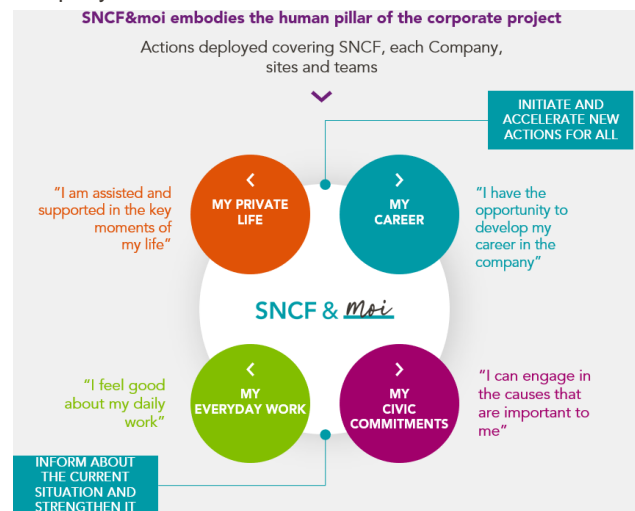 SNCF&moi embodies the human pillar of the corporate project
Actions deployed covering SNCF, each Company,
sites and teams
INITIATE AND
ACCELERATE NEW
ACTIONS FOR ALL
"I am assisted and
supported in the key
moments of
my life"
MY PRIVATE
LIFE
MY
CAREER
"I have the
opportunity to
develop my
career in the
company"
SNCF & moi
"I feel good
about my daily
work"
MY
EVERYDAY WORK
MY
CIVIC
COMMITMENTS
"I can engage in
the causes that
are important to
me"
INFORM ABOUT
THE CURRENT
SITUATION AND
STRENGTHEN IT